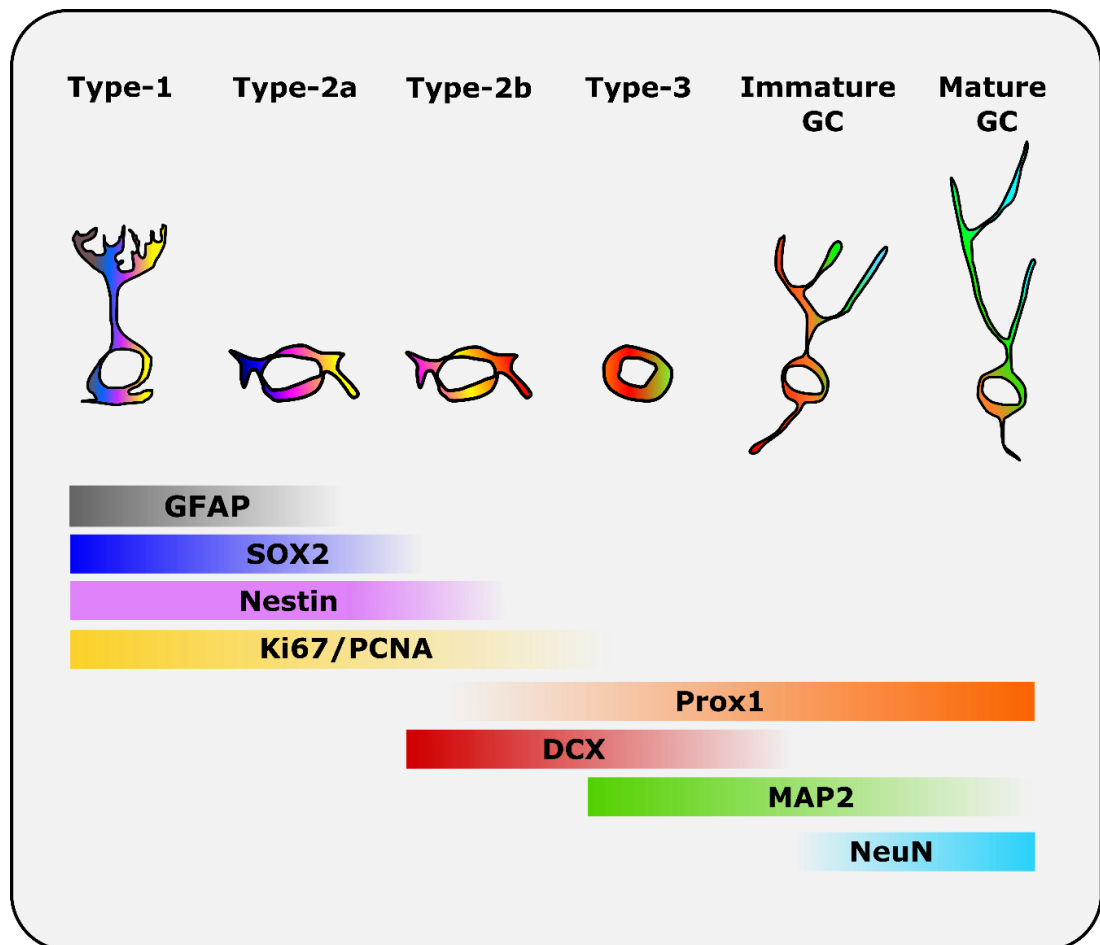 Type-1 Type-2a Type-2b Type-3 Immature GC Mature GC
GFAP
SOX2
Nestin
Ki67/PCNA
Prox1
DCX
MAP2
NeuN